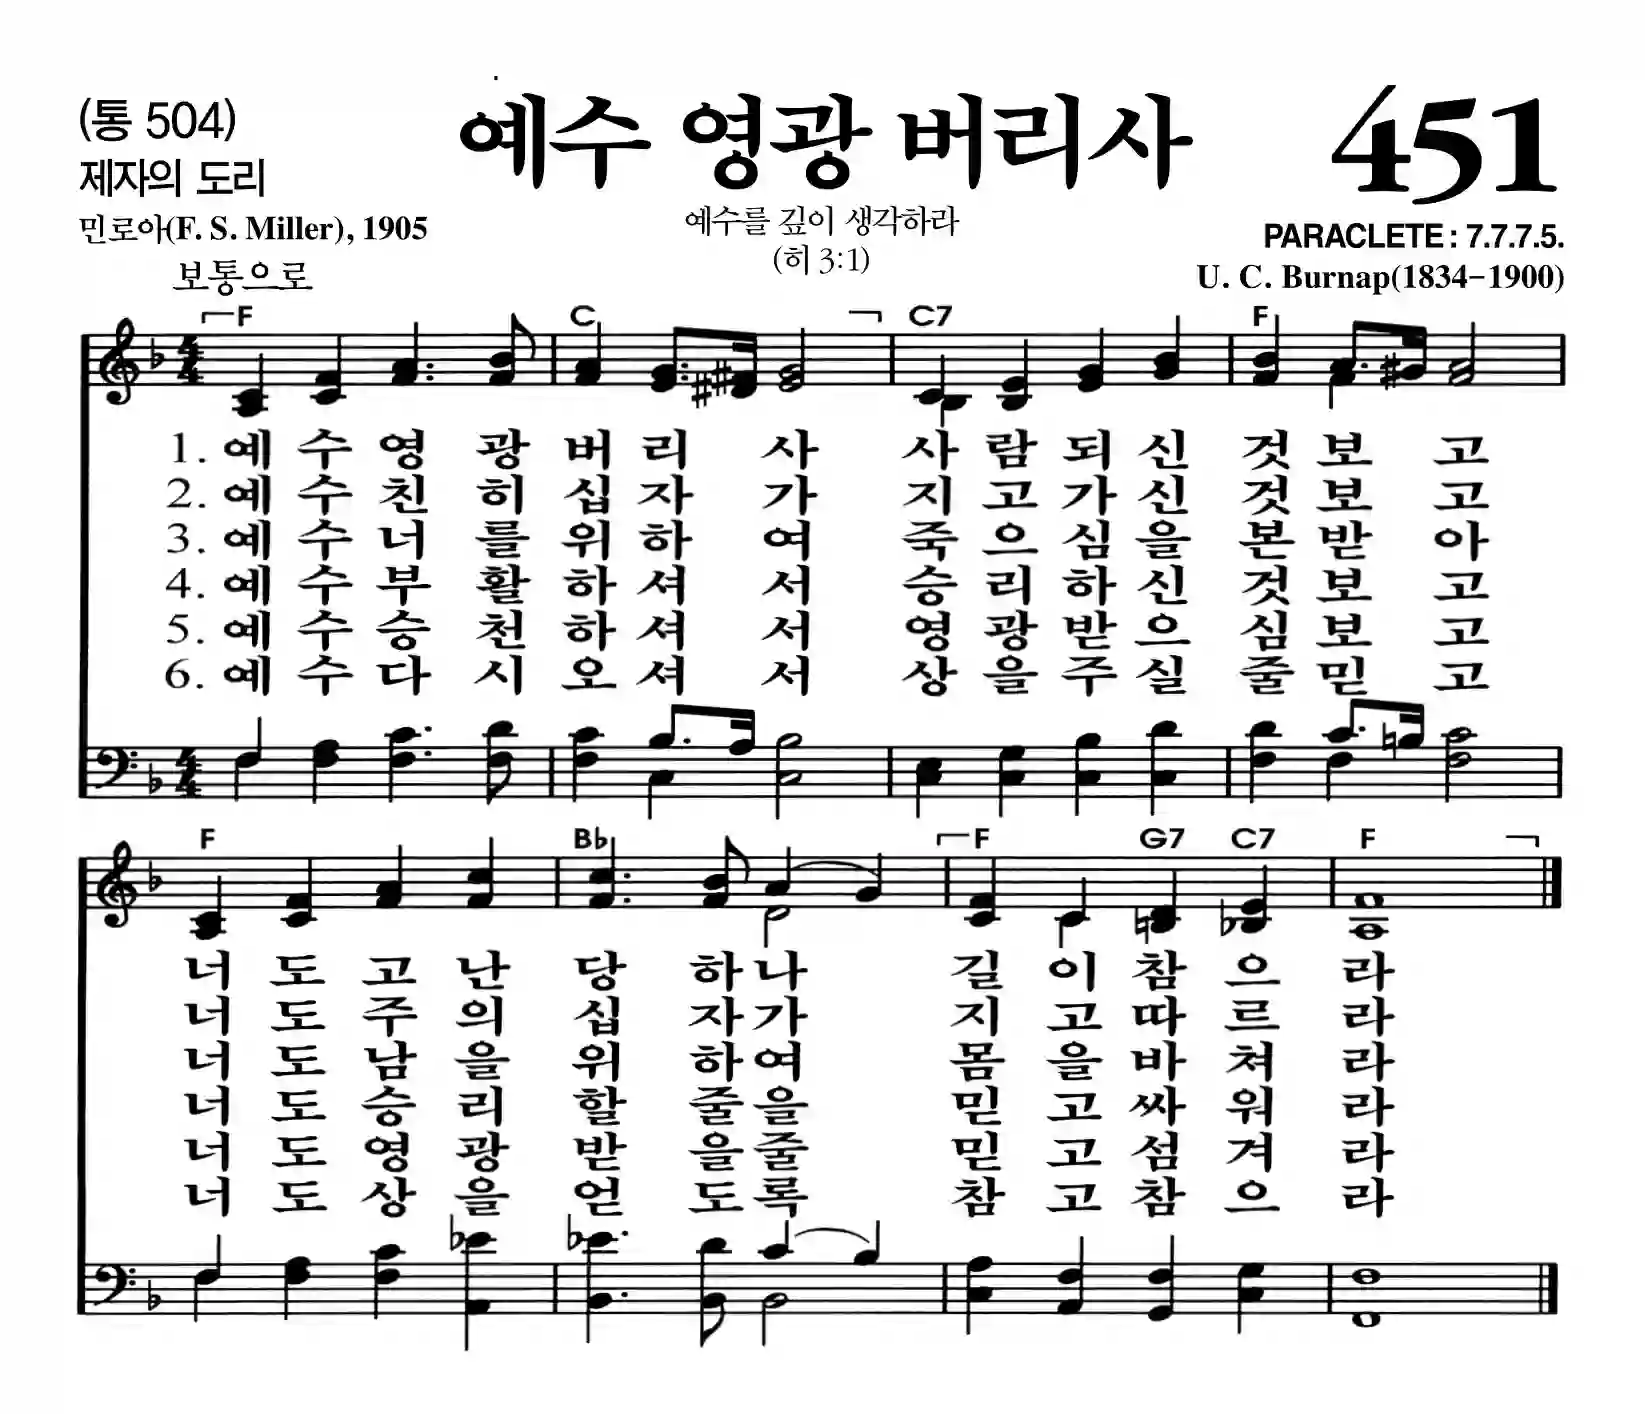 (통 504)
제자의 도리
민로아(F. S. Miller), 1905
보통으로
예수 영광 버리사
예수를 깊이 생각하라
(히 3:1)
451
PARACLETE : 7.7.7.5.
U. C. Burnap(1834-1900)
F C C7 F
1. 예 수 영 광 버 리 사 사 람 되 신 것 보 고
2. 예 수 친 히 십 자 가 지 고 가 신 것 보 고
3. 예 수 너 를 위 하 여 죽 으 심 을 본 받 아
4. 예 수 부 활 하 셔 서 승 리 하 신 것 보 고
5. 예 수 승 천 하 셔 서 영 광 받 으 심 보 고
6. 예 수 다 시 오 셔 서 상 을 주 실 줄 믿 고
F B♭ F G7 C7 F
너 도 고 난 당 하 나 길 이 참 으 라
너 도 주 의 십 자 가 지 고 따 르 라
너 도 남 을 위 하 여 몸 을 바 쳐 라
너 도 승 리 할 줄 을 믿 고 싸 워 라
너 도 영 광 받 을 줄 믿 고 섬 겨 라
너 도 상 을 얻 도 록 참 고 참 으 라